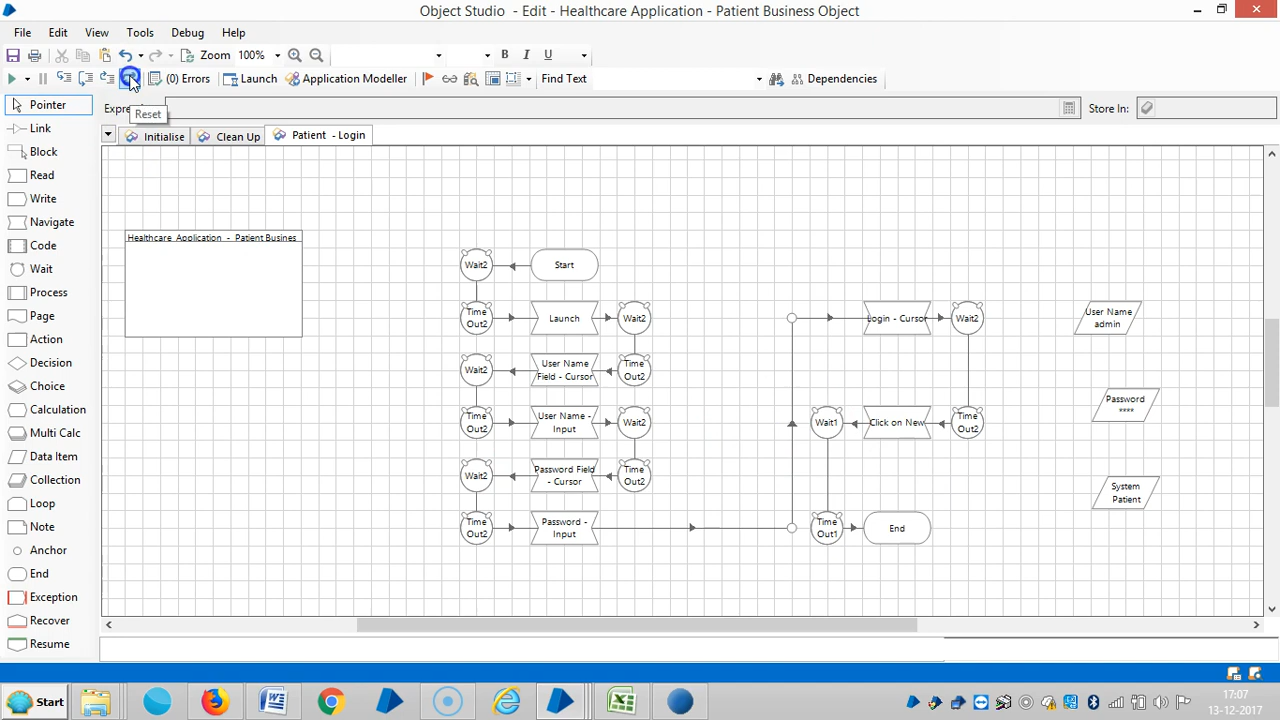 Object Studio - Edit - Healthcare Application - Patient Business Object
File Edit View Tools Debug Help
Zoom 100% B I U
(0) Errors Launch Application Modeller Find Text Dependencies
Reset
Store In:
Pointer
Link
Block
Read
Write
Navigate
Code
Wait
Process
Page
Action
Decision
Choice
Calculation
Multi Calc
Data Item
Collection
Loop
Note
Anchor
End
Exception
Recover
Resume
Initialise Clean Up Patient - Login
Healthcare Application - Patient Busines
Wait2 Start
Time
Out2
Launch Wait2
Wait2
User Name
Field - Cursor
Time
Out2
Time
Out2
User Name -
Input
Wait2
Wait2
Password Field
- Cursor
Time
Out2
Time
Out2
Password -
Input
Login - Cursor Wait2
Wait1 Click on New
Time
Out2
Time
Out1
End
User Name
admin
Password
****
System
Patient
Start
17:07
13-12-2017